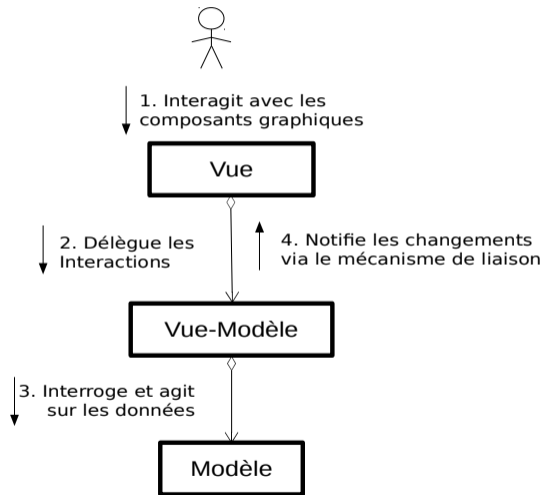 1. Interagit avec les
composants graphiques
Vue
2. Délègue les
Interactions
4. Notifie les changements
via le mécanisme de liaison
Vue-Modèle
3. Interroge et agit
sur les données
Modèle